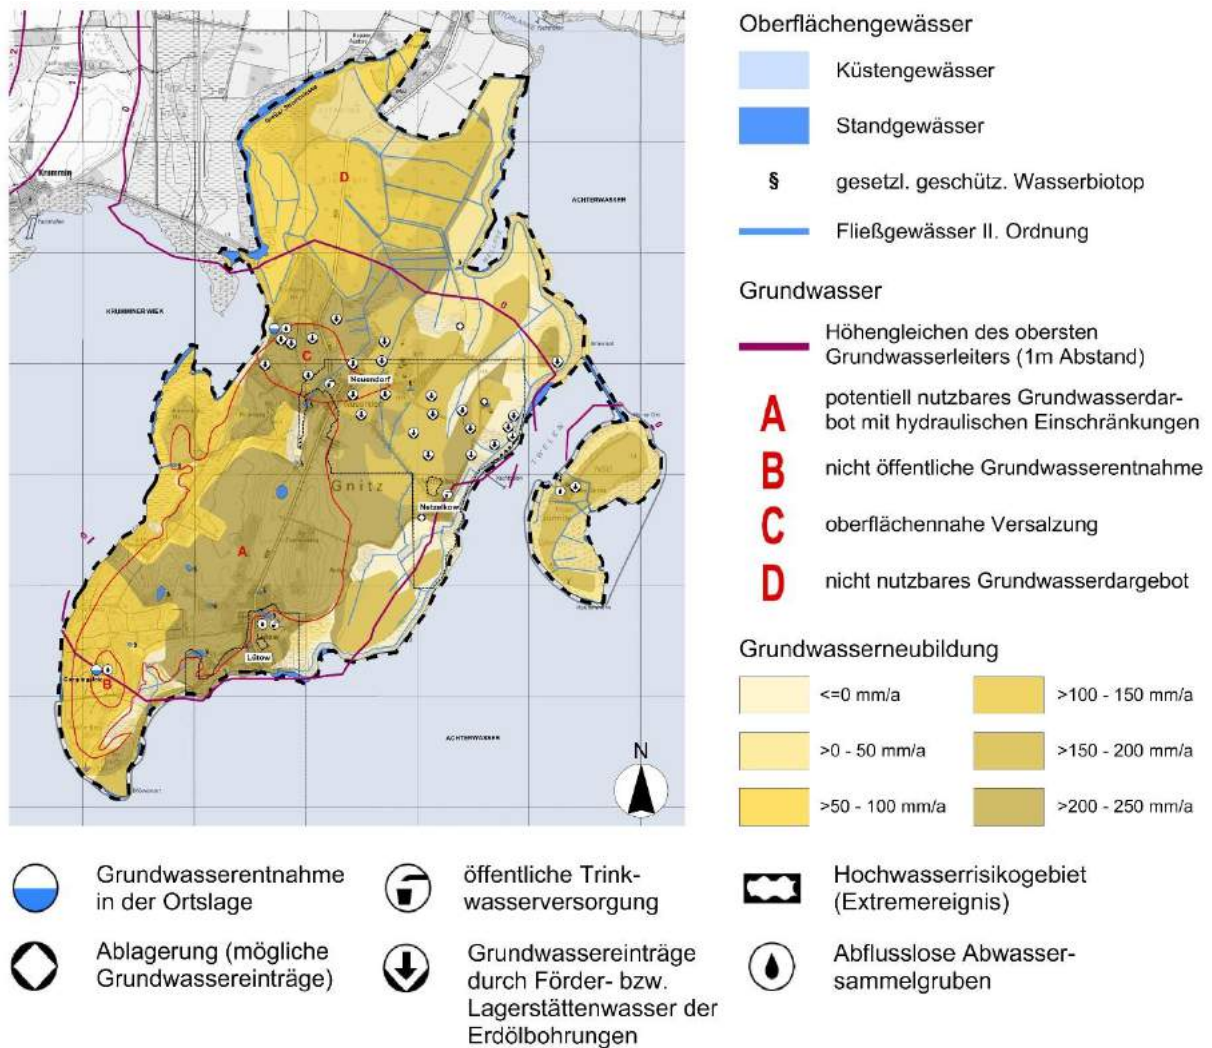 Krummin
KRUMMINER WIEK
ACHTERWASSER
D
C
Neuendorf
Gnitz
TWELEN
Netzelkow
A
Lütow
B
ACHTERWASSER
0
0
N
Oberflächengewässer
Küstengewässer
Standgewässer
§ gesetzl. geschütz. Wasserbiotop
Fließgewässer II. Ordnung
Grundwasser
Höhengleichen des obersten
Grundwasserleiters (1m Abstand)
A potentiell nutzbares Grundwasserdar-
bot mit hydraulischen Einschränkungen
B nicht öffentliche Grundwasserentnahme
C oberflächennahe Versalzung
D nicht nutzbares Grundwasserdargebot
Grundwasserneubildung
<=0 mm/a
>0 - 50 mm/a
>50 - 100 mm/a
>100 - 150 mm/a
>150 - 200 mm/a
>200 - 250 mm/a
Grundwasserentnahme
in der Ortslage
öffentliche Trink-
wasserversorgung
Hochwasserrisikogebiet
(Extremereignis)
Ablagerung (mögliche
Grundwassereinträge)
Grundwassereinträge
durch Förder- bzw.
Lagerstättenwasser der
Erdölbohrungen
Abflusslose Abwasser-
sammelgruben